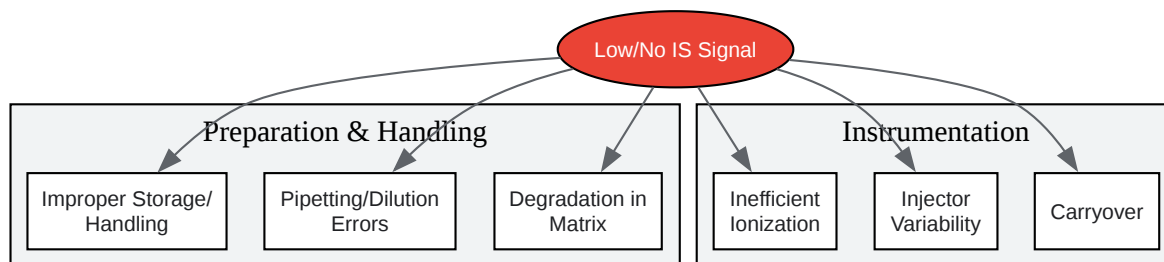 Low/No IS Signal
Preparation & Handling
Instrumentation
Improper Storage/
Handling
Pipetting/Dilution
Errors
Degradation in
Matrix
Inefficient
Ionization
Injector
Variability
Carryover